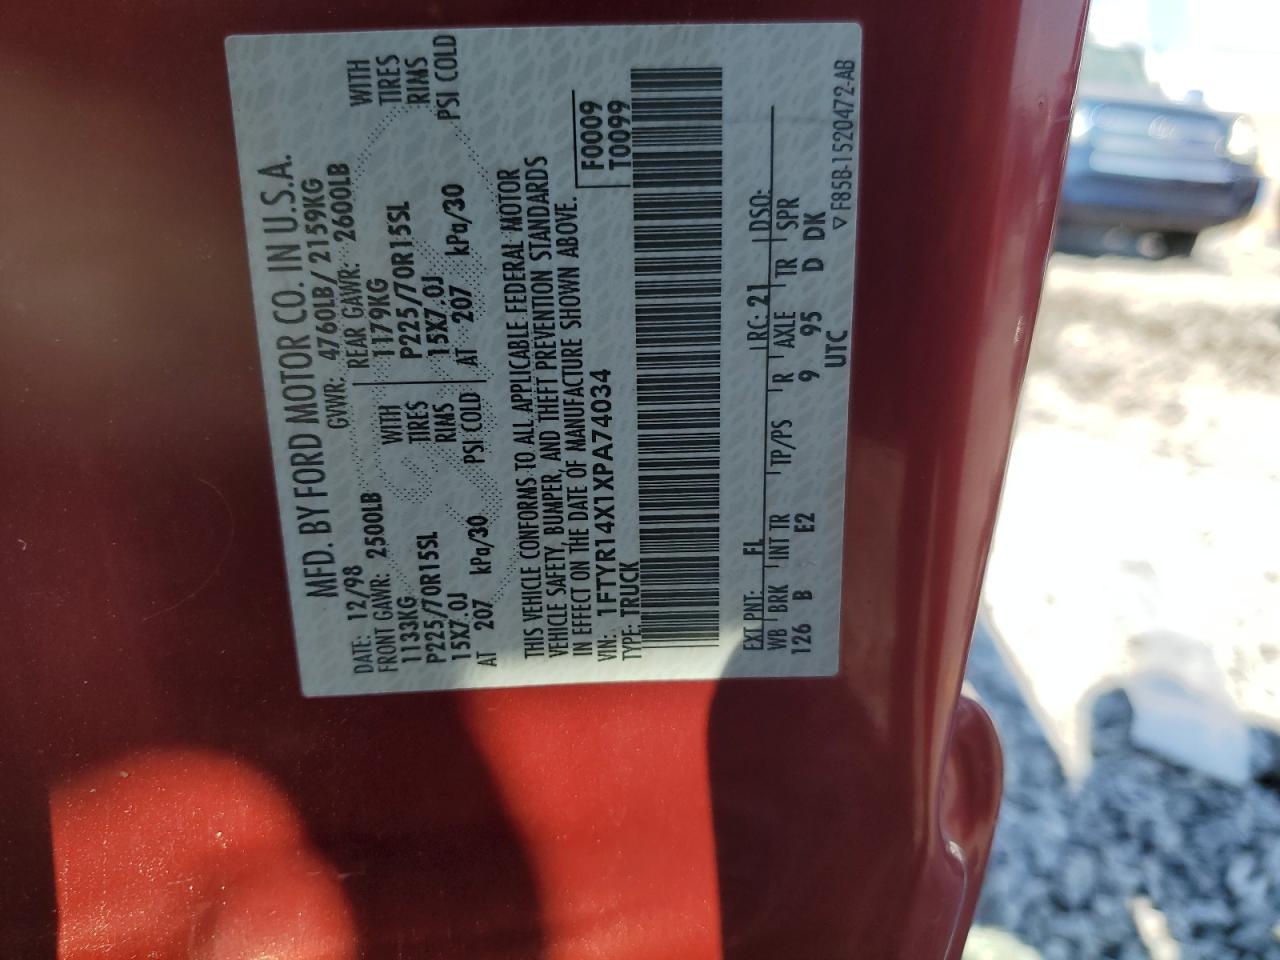 MFD. BY FORD MOTOR CO. IN U.S.A.
DATE: 12/98 GVWR: 4760LB/ 2159KG
FRONT GAWR: 2500LB REAR GAWR: 2600LB
1133KG WITH 1179KG WITH
P225/70R15SL TIRES P225/70R15SL TIRES
15X7.0J RIMS 15X7.0J RIMS
AT 207 kPa/30 PSI COLD AT 207 kPa/30 PSI COLD
THIS VEHICLE CONFORMS TO ALL APPLICABLE FEDERAL MOTOR
VEHICLE SAFETY, BUMPER, AND THEFT PREVENTION STANDARDS
IN EFFECT ON THE DATE OF MANUFACTURE SHOWN ABOVE.
VIN: 1FTYR14X1XPA74034 F0009
TYPE: TRUCK T0099
EXT PNT: FL RC: 21 DSO:
WB BRK INT TR TP/PS R AXLE TR SPR
126 B E2 9 95 D DK
UTC ▽ F85B-1520472-AB